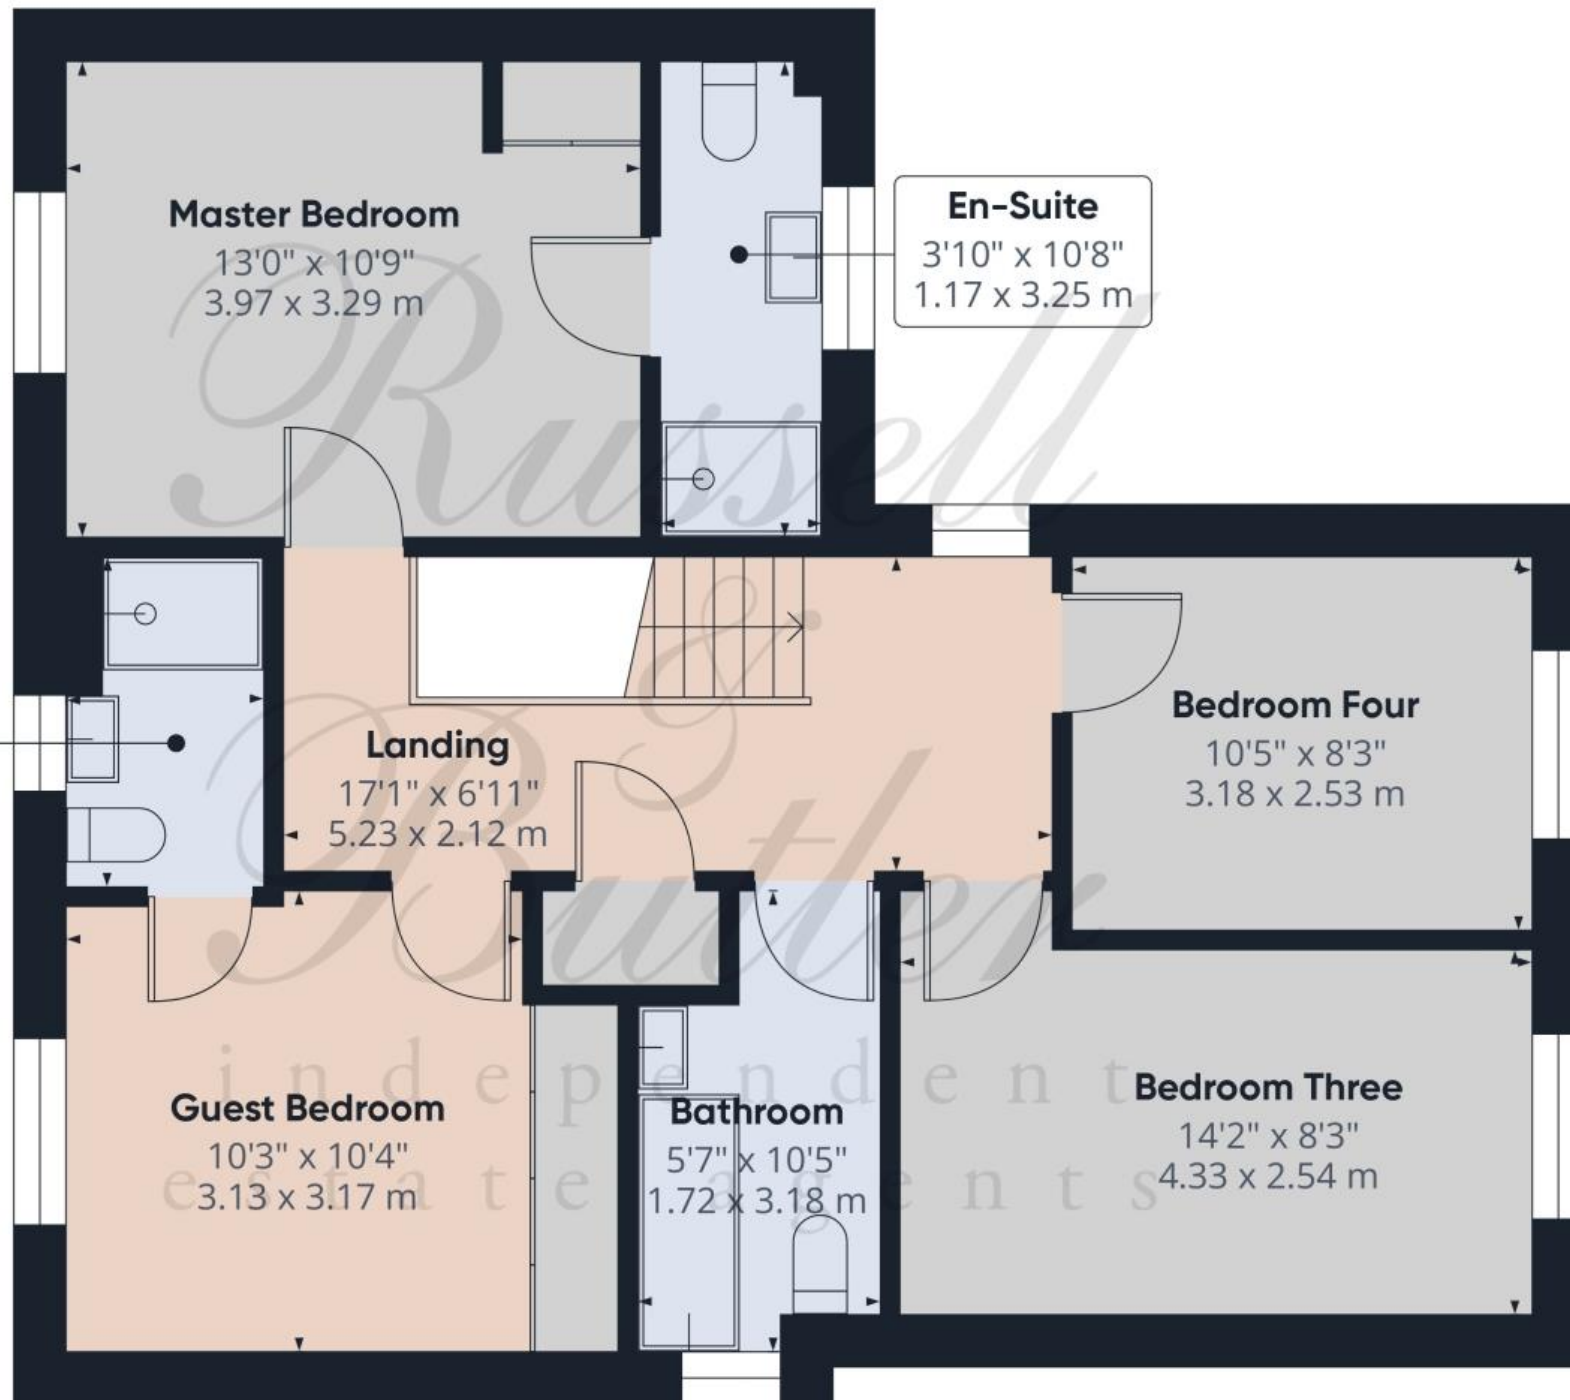 Master Bedroom
13'0" x 10'9"
3.97 x 3.29 m
En-Suite
3'10" x 10'8"
1.17 x 3.25 m
Russell
&
Butler
independent
estate agents
Landing
17'1" x 6'11"
5.23 x 2.12 m
Bedroom Four
10'5" x 8'3"
3.18 x 2.53 m
Guest Bedroom
10'3" x 10'4"
3.13 x 3.17 m
Bathroom
5'7" x 10'5"
1.72 x 3.18 m
Bedroom Three
14'2" x 8'3"
4.33 x 2.54 m